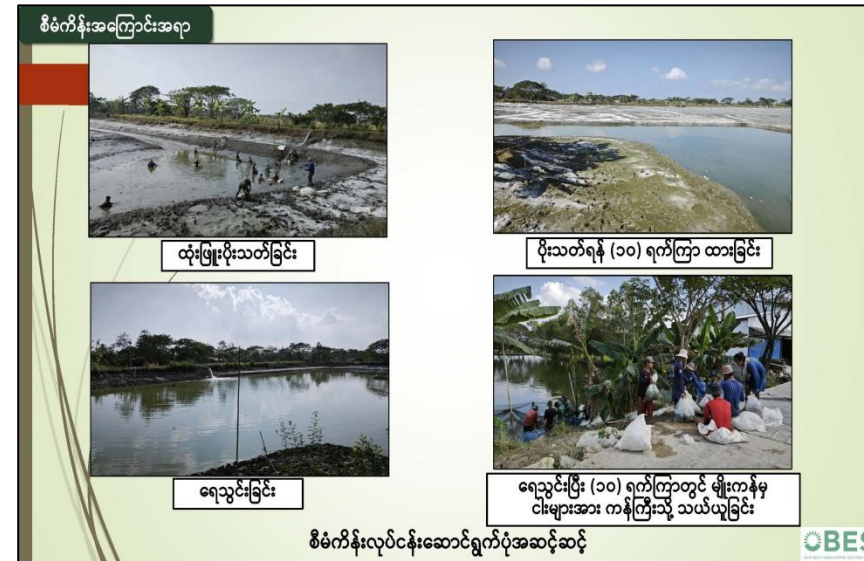 စီမံကိန်းအကြောင်းအရာ
ထုံးဖြူးပိုးသတ်ခြင်း
ပိုးသတ်ရန် (၁၀) ရက်ကြာ ထားခြင်း
ရေသွင်းခြင်း
ရေသွင်းပြီး (၁၀) ရက်ကြာတွင် မျိုးကန်မှ
ငါးများအား ကန်ကြီးသို့ သယ်ယူခြင်း
စီမံကိန်းလုပ်ငန်းဆောင်ရွက်ပုံအဆင့်ဆင့်
BES